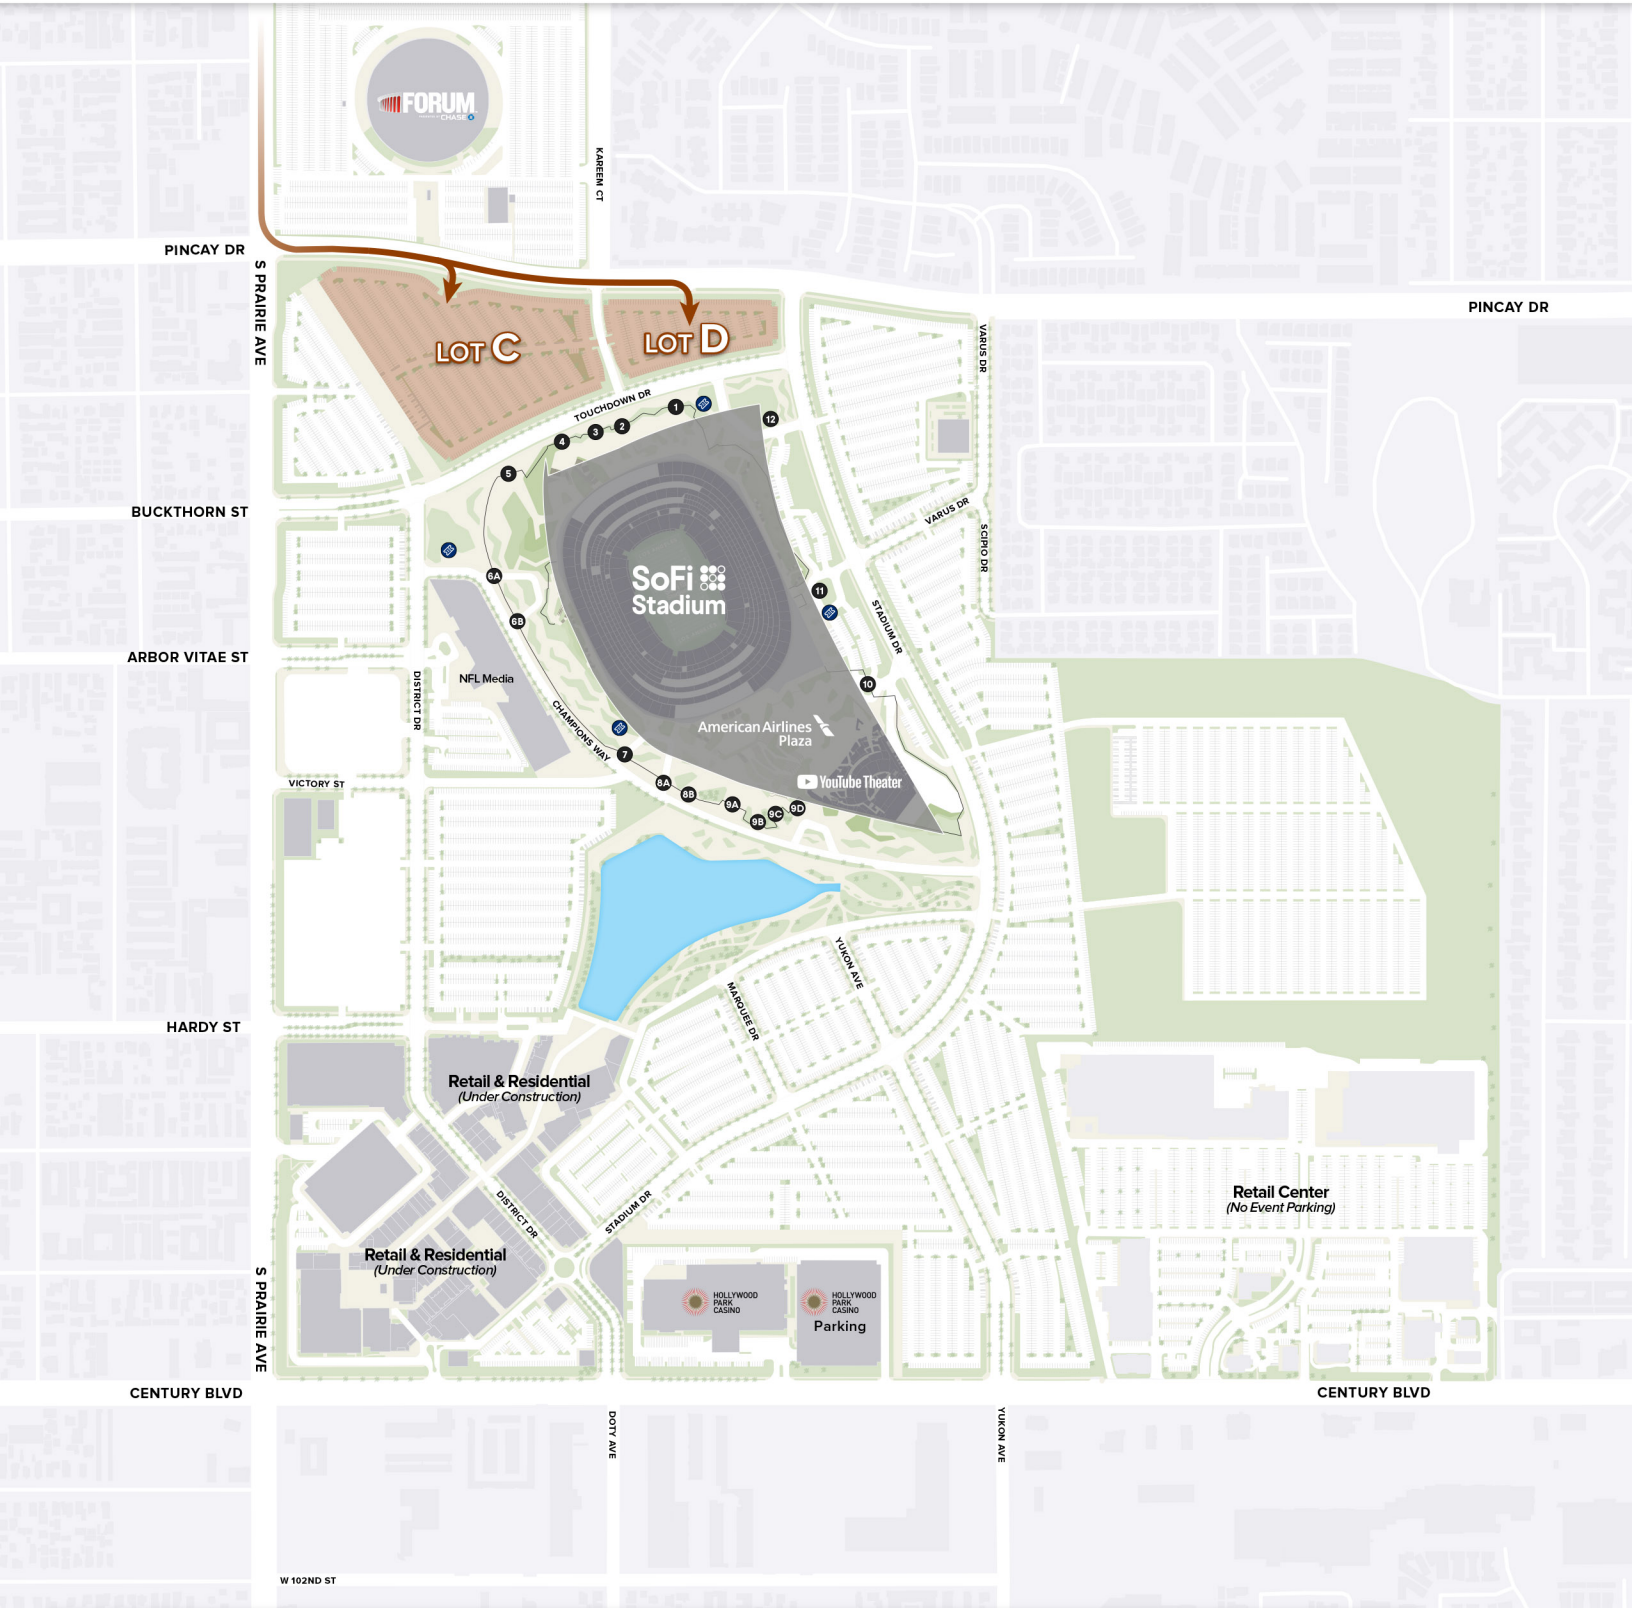 FORUM
CHASE
KAREEM CT
PINCAY DR
S PRAIRIE AVE
PINCAY DR
LOT C
LOT D
VARUS DR
TOUCHDOWN DR
1
2
3
4
5
12
BUCKTHORN ST
VARUS DR
SCIPIO DR
6A
6B
SoFi
Stadium
11
STADIUM DR
ARBOR VITAE ST
DISTRICT DR
NFL Media
10
CHAMPIONS WAY
American Airlines
Plaza
7
YouTube Theater
VICTORY ST
8A
8B
9A
9B
9C
9D
YUKON AVE
MARQUEE DR
HARDY ST
Retail & Residential
(Under Construction)
Retail Center
(No Event Parking)
DISTRICT DR
STADIUM DR
Retail & Residential
(Under Construction)
S PRAIRIE AVE
HOLLYWOOD
PARK
CASINO
HOLLYWOOD
PARK
CASINO
Parking
CENTURY BLVD
CENTURY BLVD
DOTY AVE
YUKON AVE
W 102ND ST